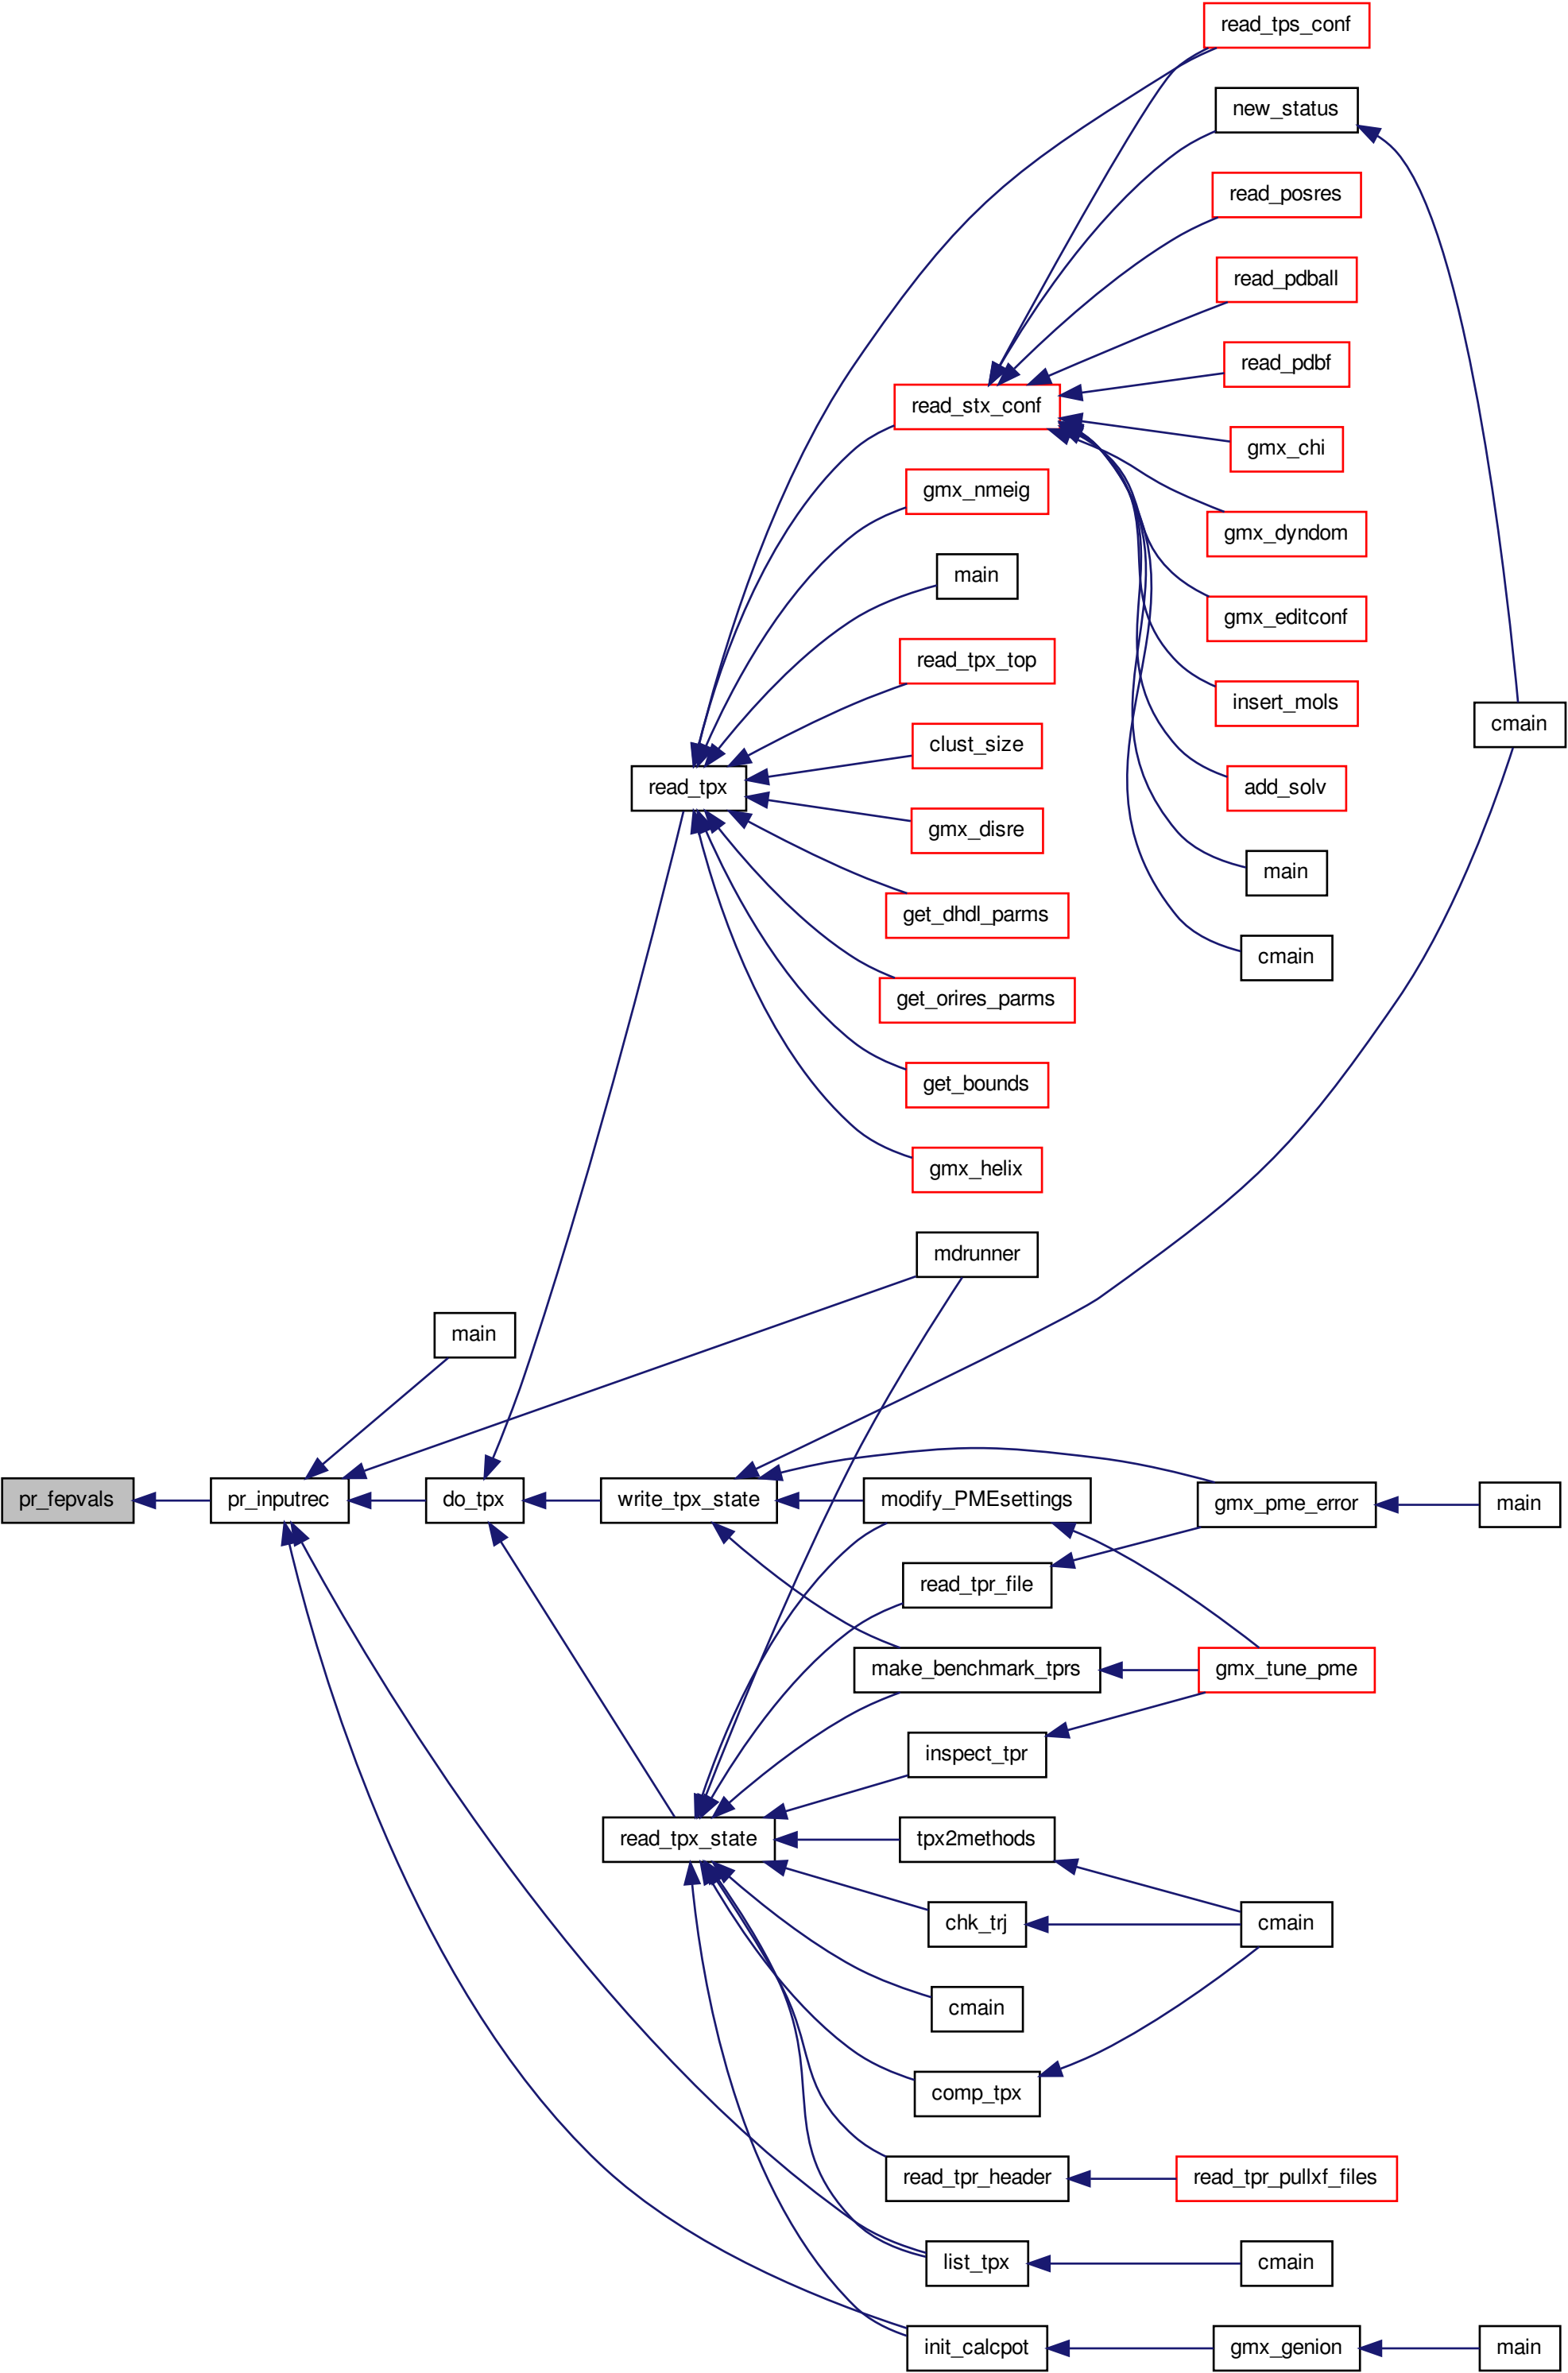 read_tps_conf
new_status
read_posres
read_pdball
read_pdbf
read_stx_conf
gmx_chi
gmx_nmeig
gmx_dyndom
main
gmx_editconf
read_tpx_top
insert_mols
cmain
clust_size
read_tpx
add_solv
gmx_disre
main
get_dhdl_parms
cmain
get_orires_parms
get_bounds
gmx_helix
mdrunner
main
pr_fepvals
pr_inputrec
do_tpx
write_tpx_state
modify_PMEsettings
gmx_pme_error
main
read_tpr_file
make_benchmark_tprs
gmx_tune_pme
inspect_tpr
read_tpx_state
tpx2methods
chk_trj
cmain
cmain
comp_tpx
read_tpr_header
read_tpr_pullxf_files
list_tpx
cmain
init_calcpot
gmx_genion
main